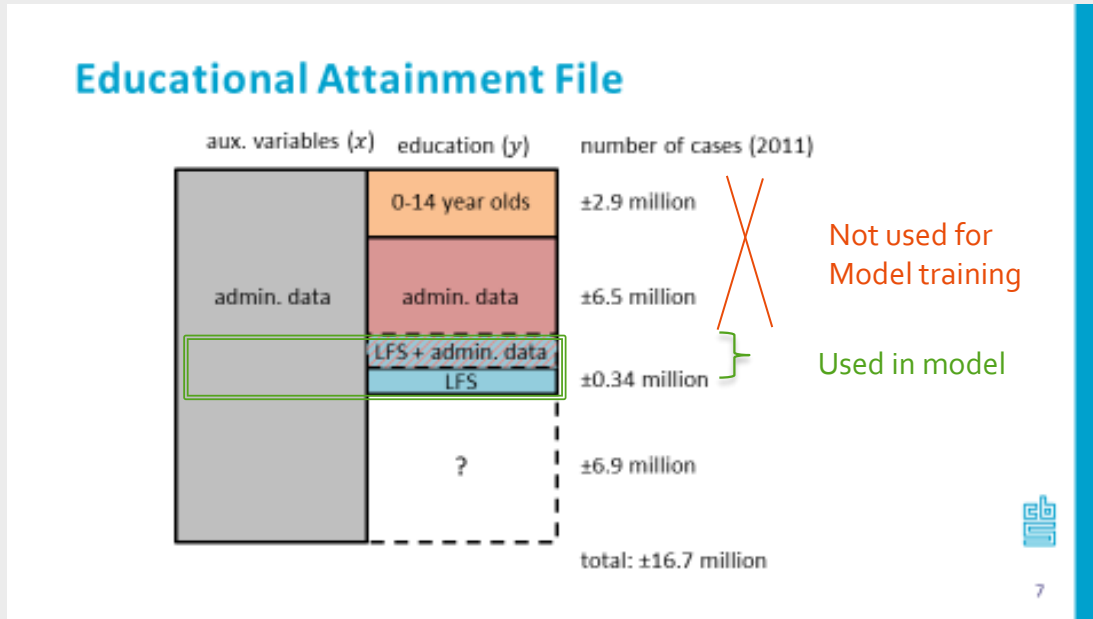 Educational Attainment File
aux. variables (x) education (y) number of cases (2011)
0-14 year olds ±2.9 million
Not used for
Model training
admin. data admin. data ±6.5 million
LFS + admin. data
Used in model
LFS ±0.34 million
? ±6.9 million
total: ±16.7 million
cbs
7